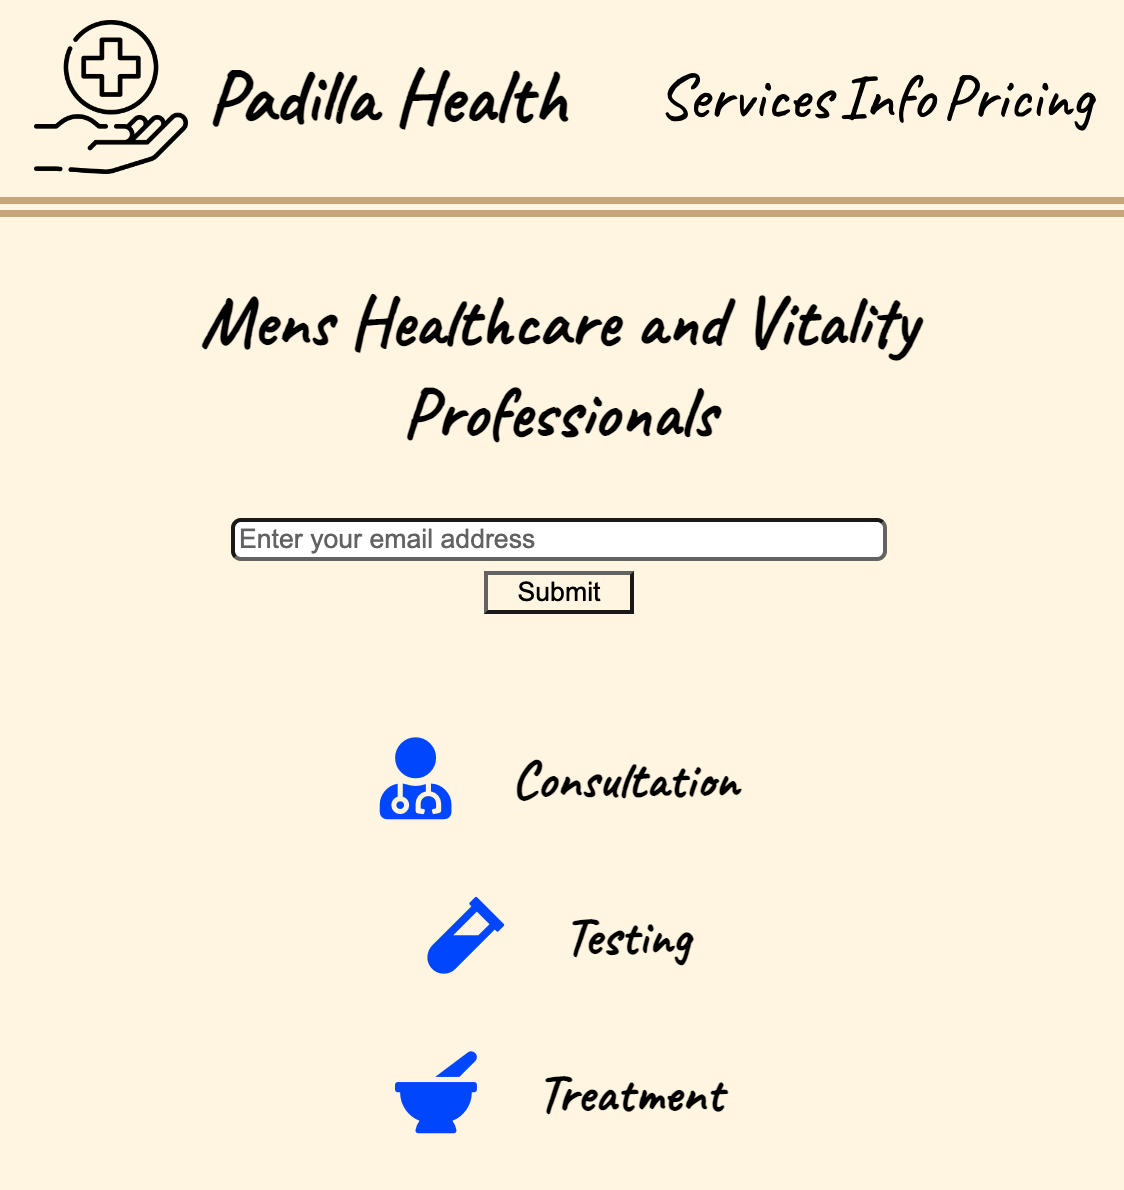 Padilla Health
Services Info Pricing
Mens Healthcare and Vitality
Professionals
Enter your email address
Submit
Consultation
Testing
Treatment